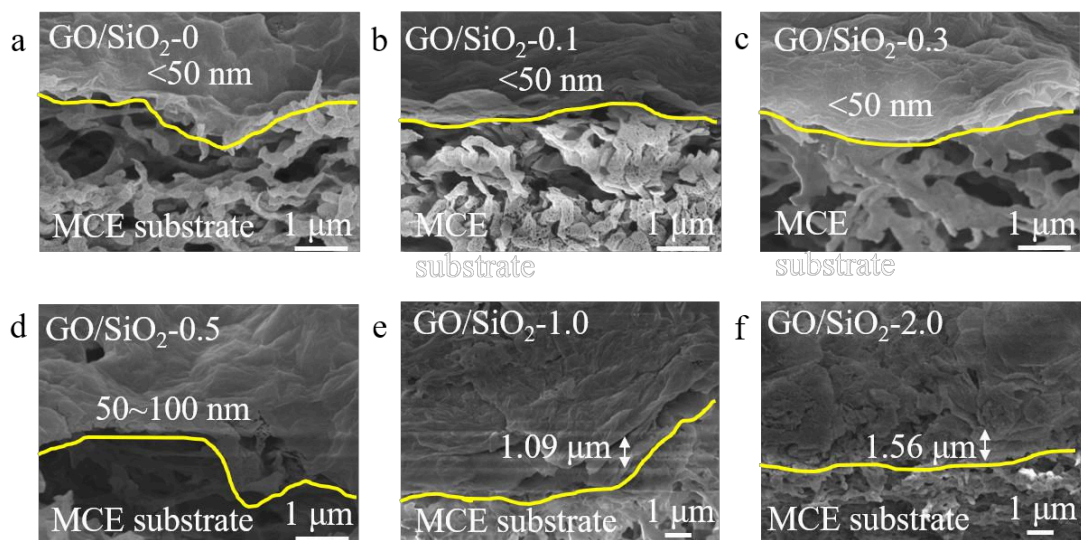 a
GO/SiO₂-0
<50 nm
MCE substrate
1 μm
b
GO/SiO₂-0.1
<50 nm
MCE
substrate
1 μm
c
GO/SiO₂-0.3
<50 nm
MCE
substrate
1 μm
d
GO/SiO₂-0.5
50~100 nm
MCE substrate
1 μm
e
GO/SiO₂-1.0
1.09 μm
MCE substrate
1 μm
f
GO/SiO₂-2.0
1.56 μm
MCE substrate
1 μm